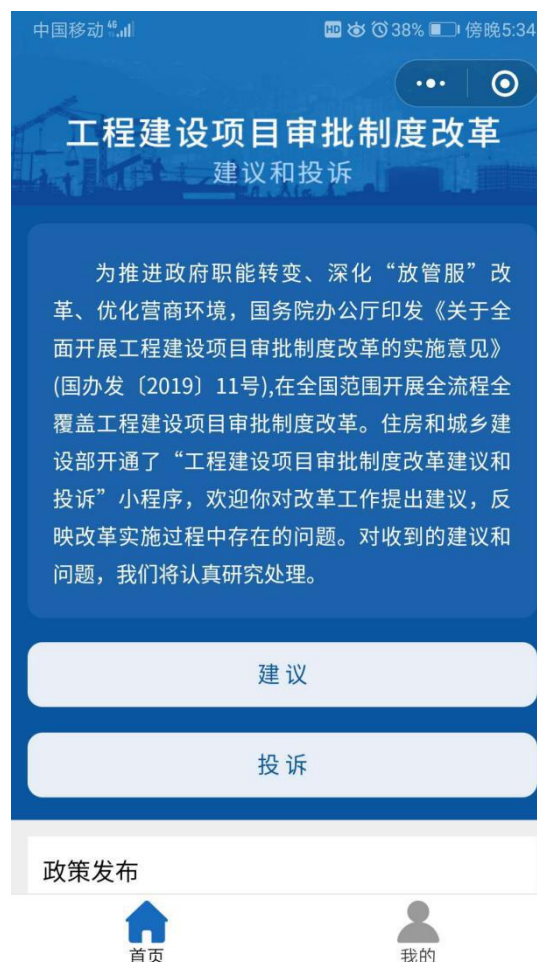 中国移动 4G HD 38% 傍晚5:34
工程建设项目审批制度改革
建议和投诉
为推进政府职能转变、深化“放管服”改
革、优化营商环境，国务院办公厅印发《关于全
面开展工程建设项目审批制度改革的实施意见》
(国办发〔2019〕11号),在全国范围开展全流程全
覆盖工程建设项目审批制度改革。住房和城乡建
设部开通了“工程建设项目审批制度改革建议和
投诉”小程序，欢迎你对改革工作提出建议，反
映改革实施过程中存在的问题。对收到的建议和
问题，我们将认真研究处理。
建议
投诉
政策发布
首页 我的